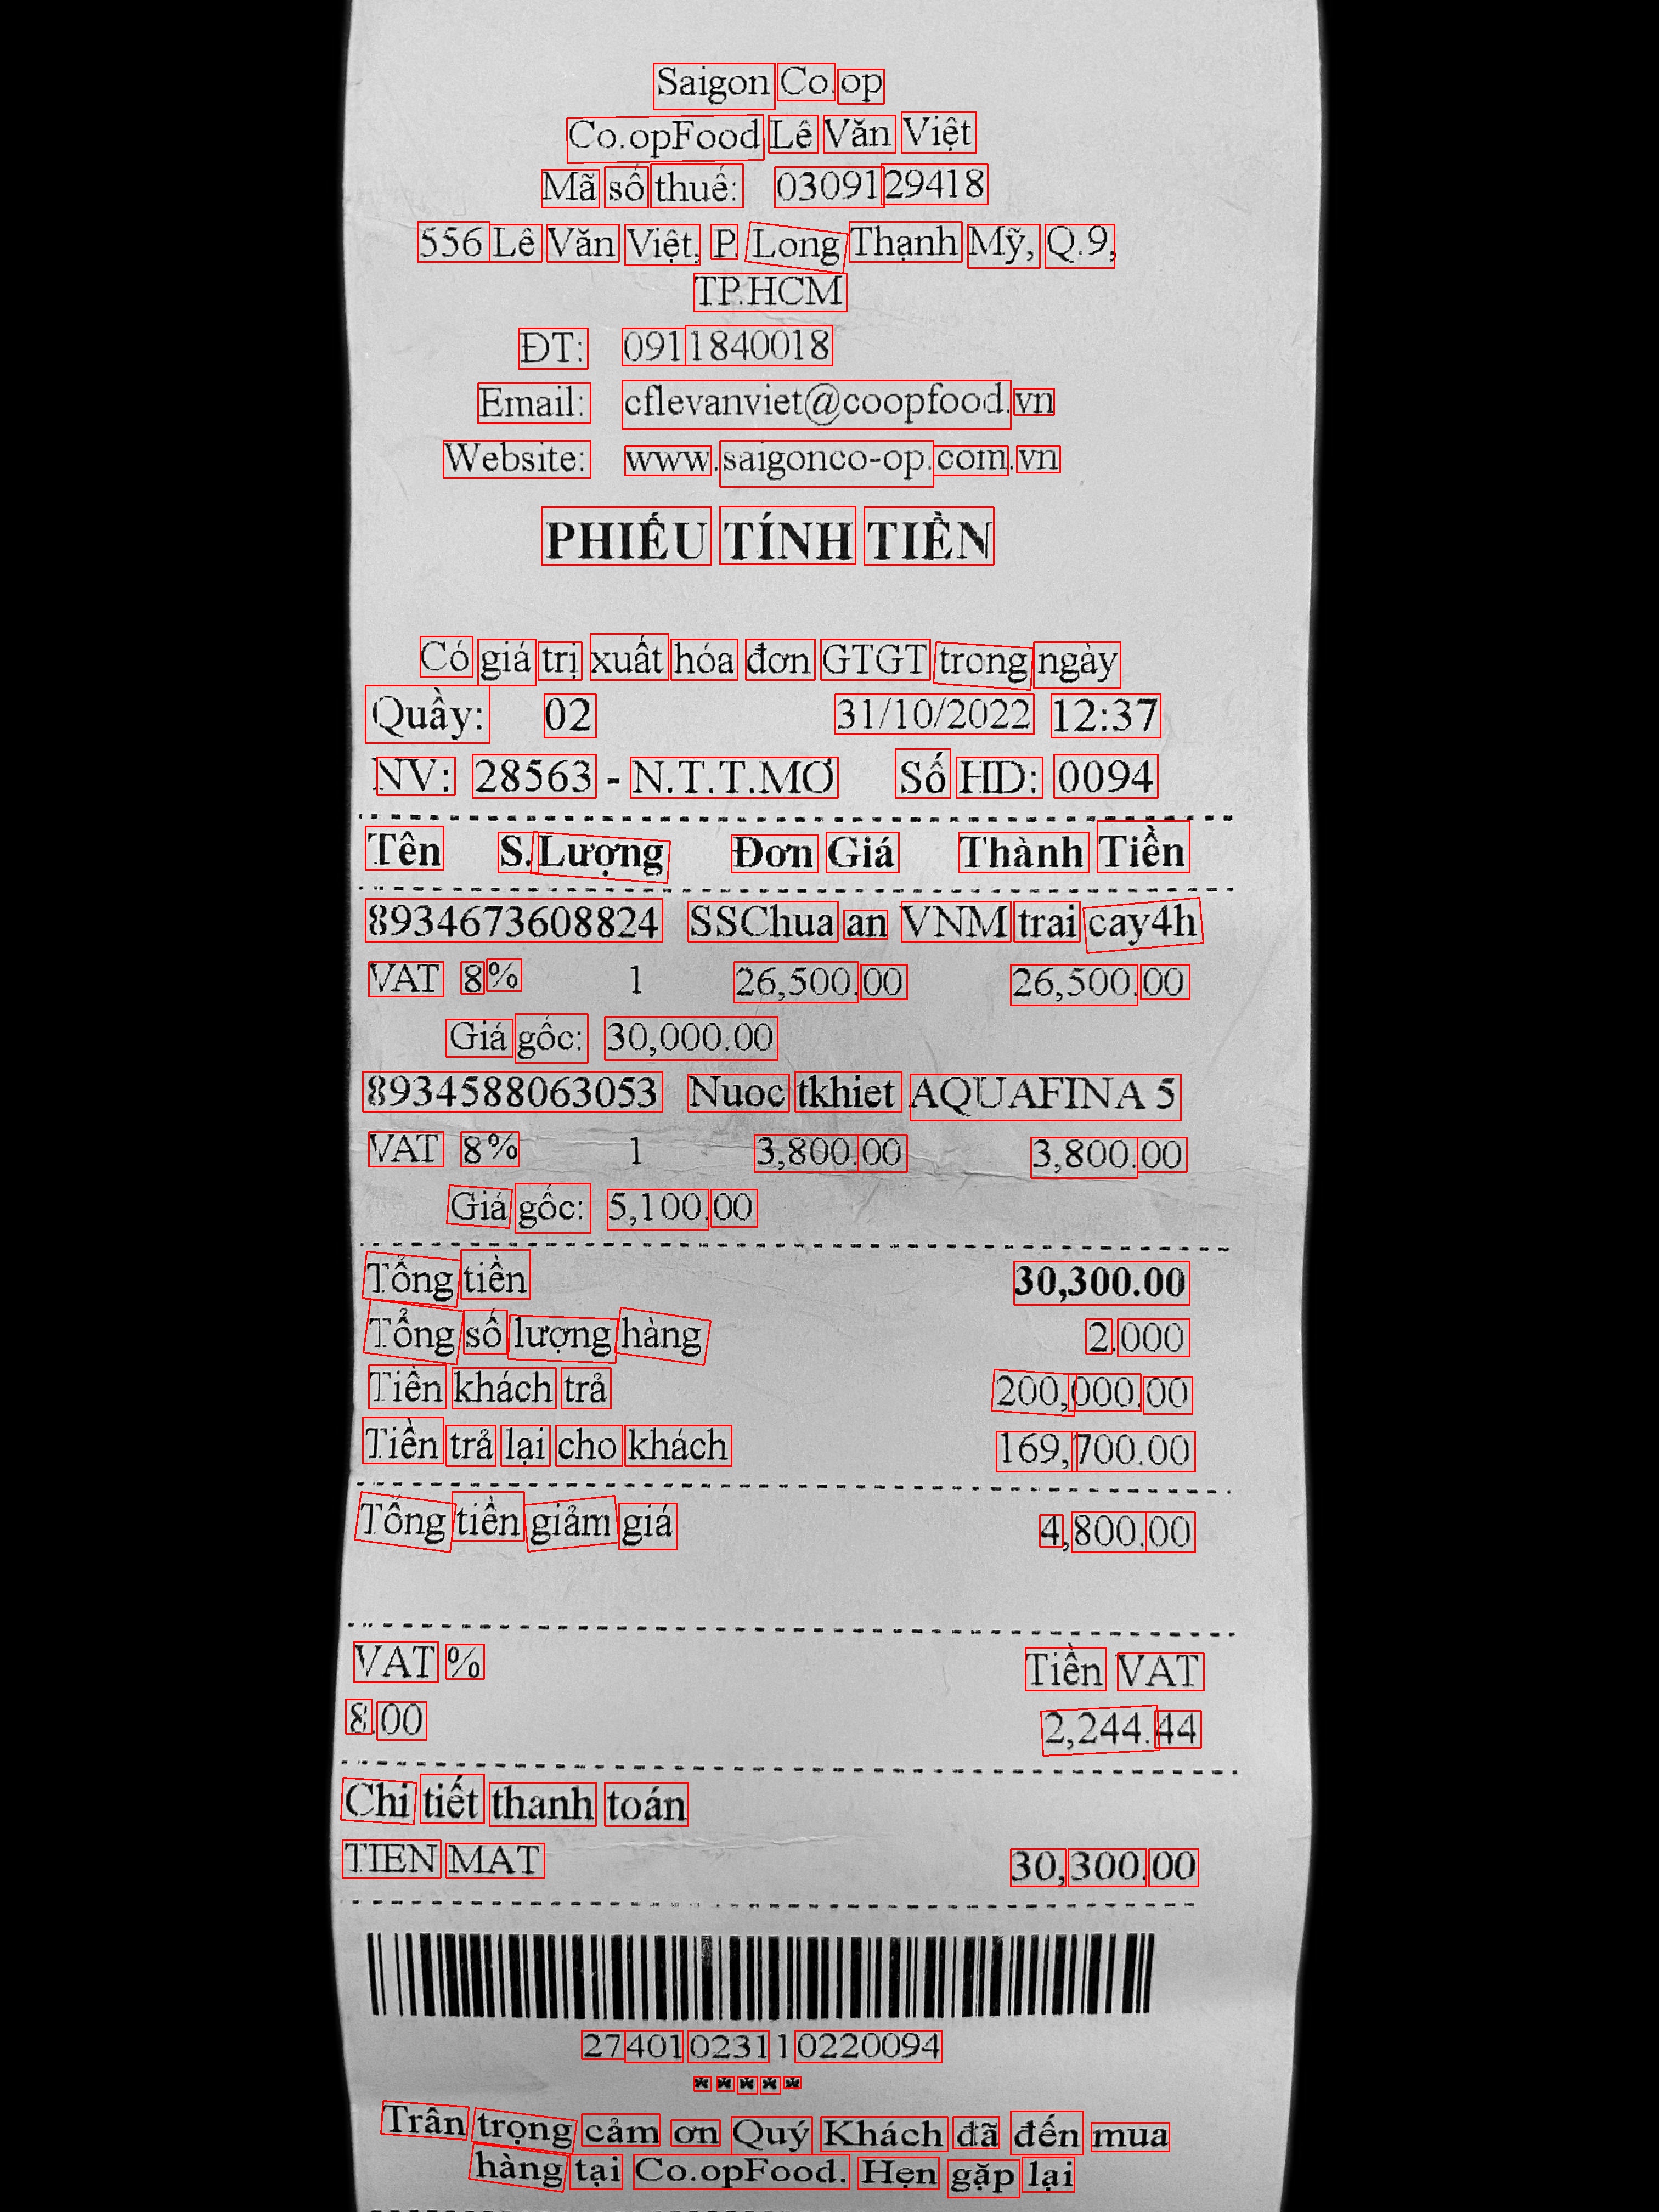 Saigon Co.op
Co.opFood Lê Văn Việt
Mã số thuế: 0309129418
556 Lê Văn Việt, P. Long Thạnh Mỹ, Q.9,
TP.HCM
ĐT: 0911840018
Email: cflevanviet@coopfood.vn
Website: www.saigonco-op.com.vn
PHIẾU TÍNH TIỀN
Có giá trị xuất hóa đơn GTGT trong ngày
Quầy: 02 31/10/2022 12:37
NV: 28563 - N.T.T.MƠ Số HD: 0094
Tên S.Lượng Đơn Giá Thành Tiền
8934673608824 SSChua an VNM trai cay4h
VAT 8% 1 26,500.00 26,500.00
Giá gốc: 30,000.00
8934588063053 Nuoc tkhiet AQUAFINA 5
VAT 8% 1 3,800.00 3,800.00
Giá gốc: 5,100.00
Tổng tiền 30,300.00
Tổng số lượng hàng 2.000
Tiền khách trả 200,000.00
Tiền trả lại cho khách 169,700.00
Tổng tiền giảm giá 4,800.00
VAT % Tiền VAT
8.00 2,244.44
Chi tiết thanh toán
TIEN MAT 30,300.00
27401023110220094
Trân trọng cảm ơn Quý Khách đã đến mua
hàng tại Co.opFood. Hẹn gặp lại